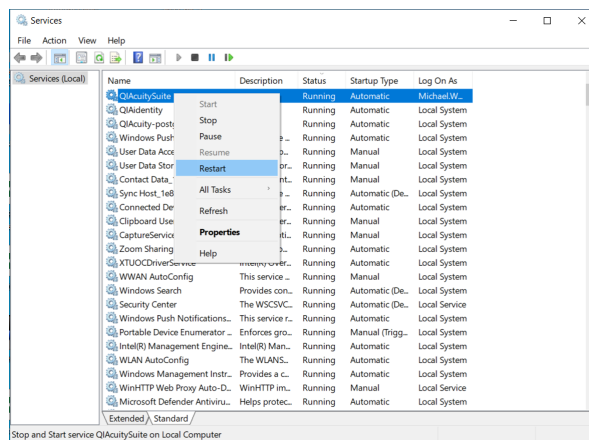 Services
File Action View Help
Services (Local)
Name Description Status Startup Type Log On As
QIAcuitySuite Running Automatic Michael.W...
QIAidentity Running Automatic Local System
QIAcuity-post Running Automatic Local System
Windows Push e ... Running Automatic Local System
User Data Acce o... Running Manual Local System
User Data Stor or... Running Manual Local System
Contact Data_ nt... Running Manual Local System
Sync Host_1e8 e ... Running Automatic (De... Local System
Connected De er... Running Automatic Local System
Clipboard Use er... Running Manual Local System
CaptureService ti... Running Manual Local System
Zoom Sharing o... Running Automatic Local System
XTUOCDriverService Intel(R) Over... Running Automatic Local System
WWAN AutoConfig This service ... Running Manual Local System
Windows Search Provides con... Running Automatic (De... Local System
Security Center The WSCSVC... Running Automatic (De... Local Service
Windows Push Notifications... This service r... Running Automatic Local System
Portable Device Enumerator ... Enforces gro... Running Manual (Trigg... Local System
Intel(R) Management Engine... Intel(R) Man... Running Automatic Local System
WLAN AutoConfig The WLANS... Running Automatic Local System
Windows Management Instr... Provides a c... Running Automatic Local System
WinHTTP Web Proxy Auto-D... WinHTTP im... Running Manual Local Service
Microsoft Defender Antiviru... Helps protec... Running Automatic Local System
Start
Stop
Pause
Resume
Restart
All Tasks
Refresh
Properties
Help
Extended Standard
Stop and Start service QIAcuitySuite on Local Computer